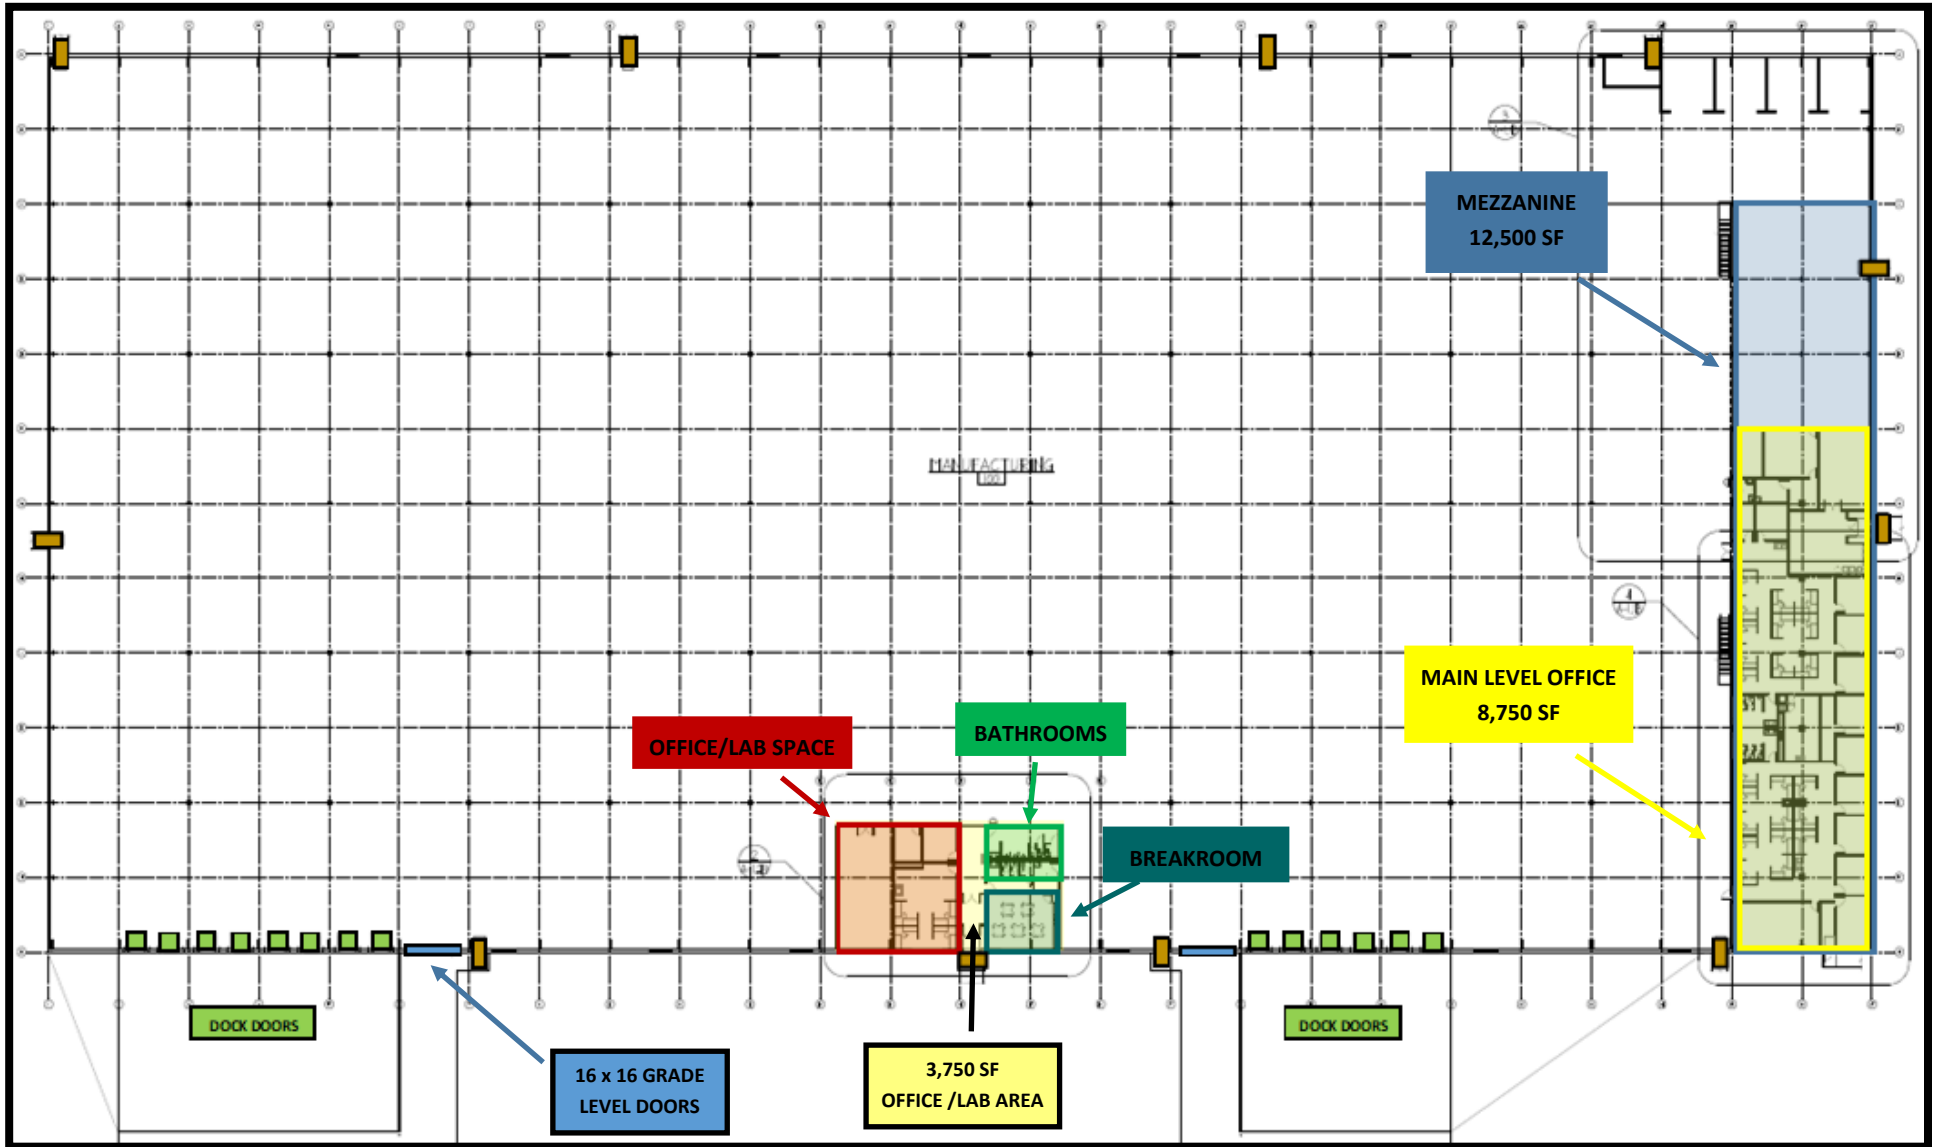 MEZZANINE
12,500 SF
MANUFACTURING
100
MAIN LEVEL OFFICE
8,750 SF
OFFICE/LAB SPACE
BATHROOMS
BREAKROOM
DOCK DOORS
DOCK DOORS
16 x 16 GRADE
LEVEL DOORS
3,750 SF
OFFICE /LAB AREA